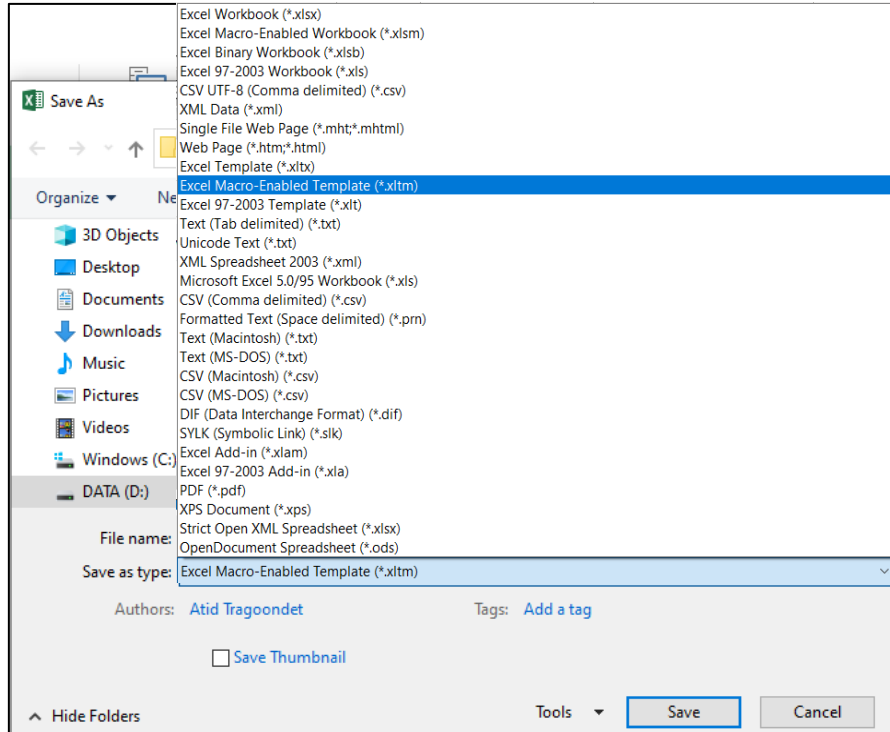 Excel Workbook (*.xlsx)
Excel Macro-Enabled Workbook (*.xlsm)
Excel Binary Workbook (*.xlsb)
Excel 97-2003 Workbook (*.xls)
CSV UTF-8 (Comma delimited) (*.csv)
XML Data (*.xml)
Single File Web Page (*.mht;*.mhtml)
Web Page (*.htm;*.html)
Excel Template (*.xltx)
Excel Macro-Enabled Template (*.xltm)
Excel 97-2003 Template (*.xlt)
Text (Tab delimited) (*.txt)
Unicode Text (*.txt)
XML Spreadsheet 2003 (*.xml)
Microsoft Excel 5.0/95 Workbook (*.xls)
CSV (Comma delimited) (*.csv)
Formatted Text (Space delimited) (*.prn)
Text (Macintosh) (*.txt)
Text (MS-DOS) (*.txt)
CSV (Macintosh) (*.csv)
CSV (MS-DOS) (*.csv)
DIF (Data Interchange Format) (*.dif)
SYLK (Symbolic Link) (*.slk)
Excel Add-in (*.xlam)
Excel 97-2003 Add-in (*.xla)
PDF (*.pdf)
XPS Document (*.xps)
Strict Open XML Spreadsheet (*.xlsx)
OpenDocument Spreadsheet (*.ods)
Save As
Organize
Ne
3D Objects
Desktop
Documents
Downloads
Music
Pictures
Videos
Windows (C:)
DATA (D:)
File name:
Save as type: Excel Macro-Enabled Template (*.xltm)
Authors: Atid Tragoondet Tags: Add a tag
Save Thumbnail
Hide Folders Tools Save Cancel